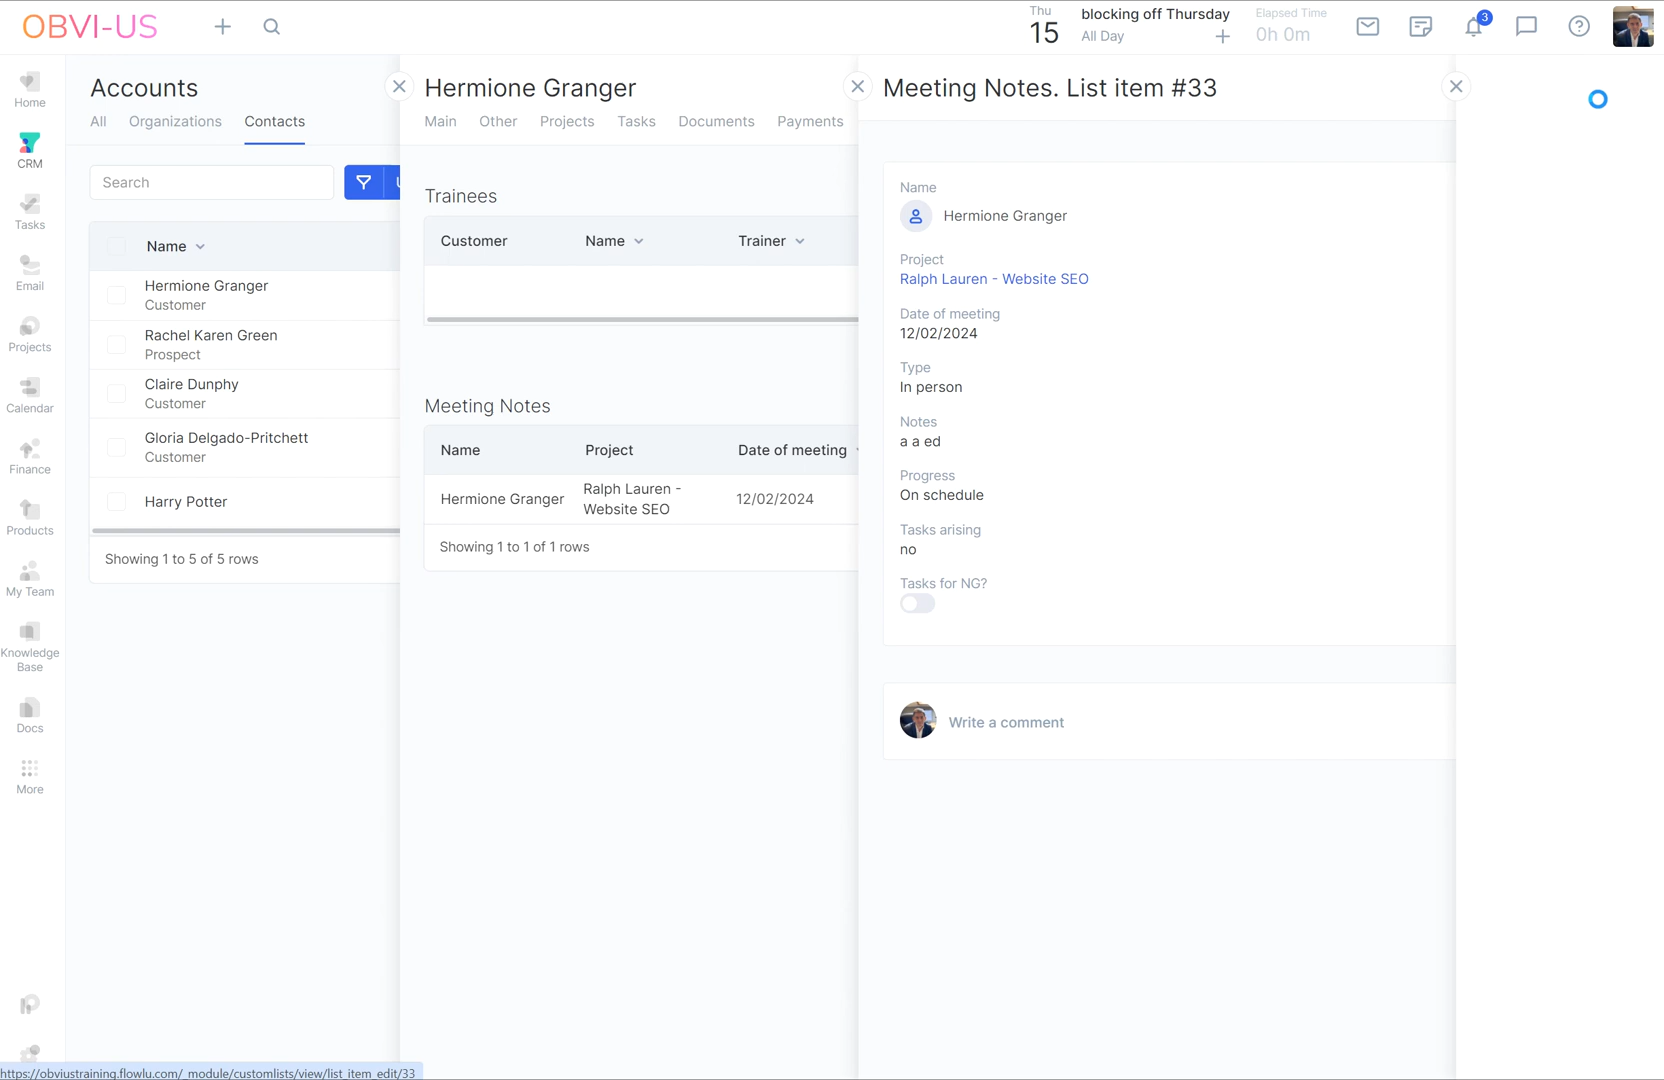 OBVI-US
Thu
15
blocking off Thursday
All Day
Elapsed Time
0h 0m
3
Home
CRM
Tasks
Email
Projects
Calendar
Finance
Products
My Team
Knowledge
Base
Docs
More
Accounts
All
Organizations
Contacts
Search
Name
Hermione Granger
Customer
Rachel Karen Green
Prospect
Claire Dunphy
Customer
Gloria Delgado-Pritchett
Customer
Harry Potter
Showing 1 to 5 of 5 rows
Hermione Granger
Main
Other
Projects
Tasks
Documents
Payments
Trainees
Customer
Name
Trainer
Meeting Notes
Name
Project
Date of meeting
Hermione Granger
Ralph Lauren -
Website SEO
12/02/2024
Showing 1 to 1 of 1 rows
Meeting Notes. List item #33
Name
Hermione Granger
Project
Ralph Lauren - Website SEO
Date of meeting
12/02/2024
Type
In person
Notes
a a ed
Progress
On schedule
Tasks arising
no
Tasks for NG?
Write a comment
https://obviustraining.flowlu.com/_module/customlists/view/list_item_edit/33